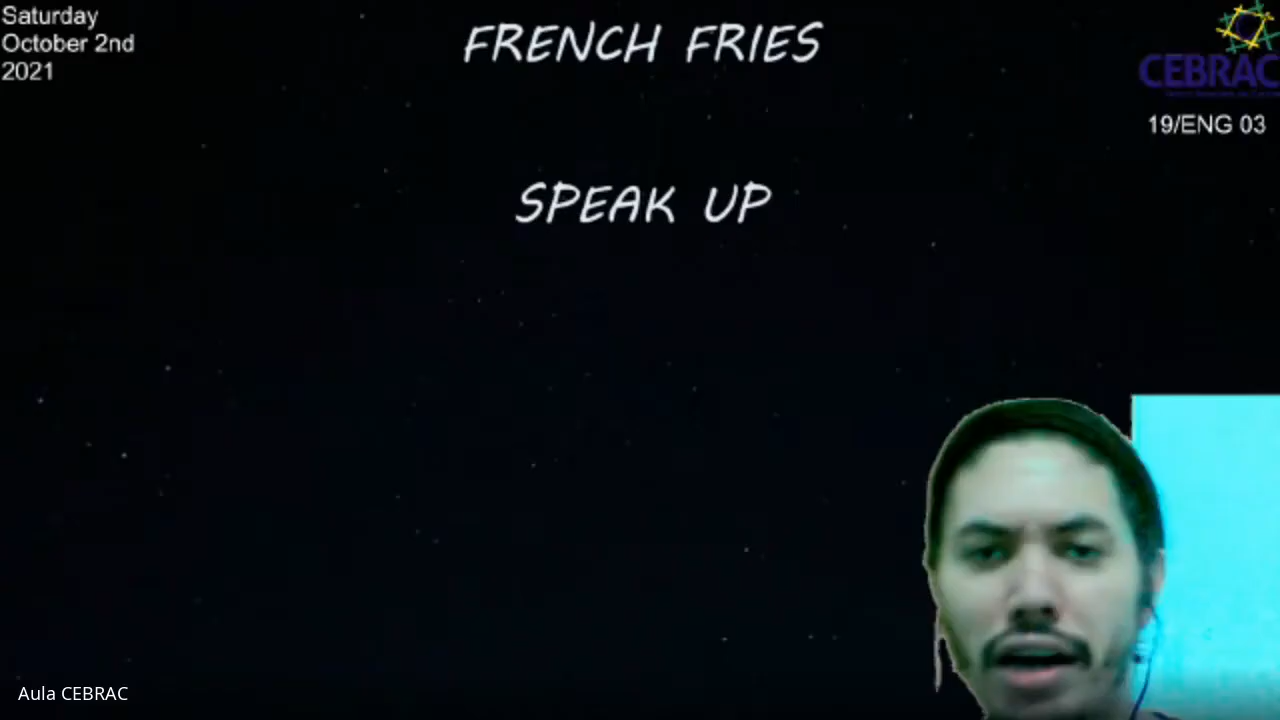 Saturday
October 2nd
2021
FRENCH FRIES
CEBRAC
19/ENG 03
SPEAK UP
Aula CEBRAC